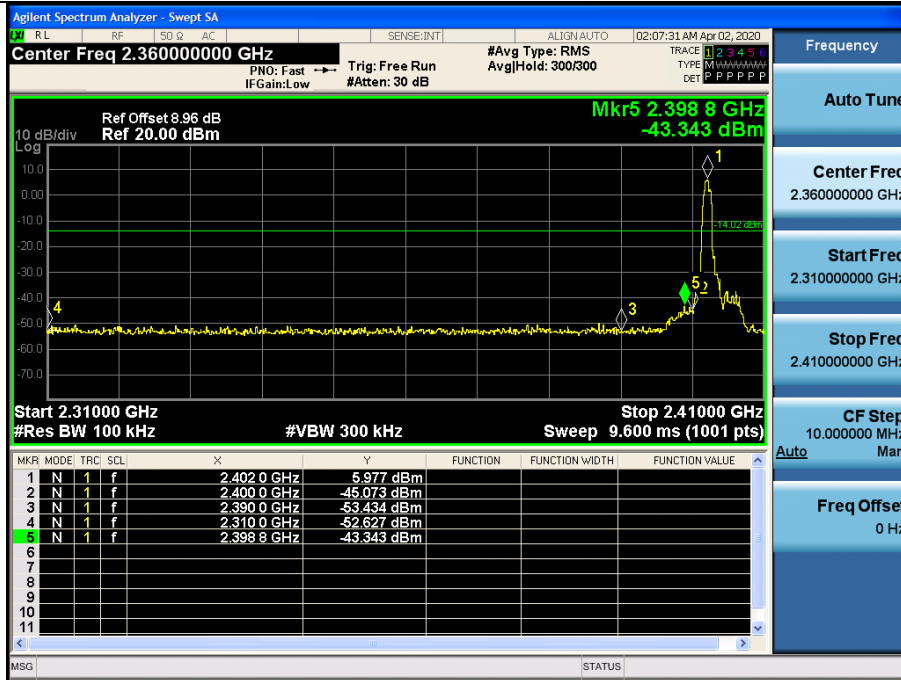 Agilent Spectrum Analyzer - Swept SA
LXI RL RF 50 Ω AC SENSE:INT ALIGN AUTO 02:07:31 AM Apr 02, 2020
Center Freq 2.360000000 GHz
PNO: Fast
IFGain:Low
Trig: Free Run
#Atten: 30 dB
#Avg Type: RMS
Avg|Hold: 300/300
TRACE 1 2 3 4 5 6
TYPE M
DET P P P P P P
Mkr5 2.398 8 GHz
-43.343 dBm
Ref Offset 8.96 dB
10 dB/div Ref 20.00 dBm
Log
10.0
0.00
-10.0
-20.0
-30.0
-40.0
-50.0
-60.0
-70.0
1
-14.02 dBm
5 2
4
3
Start 2.31000 GHz Stop 2.41000 GHz
#Res BW 100 kHz #VBW 300 kHz Sweep 9.600 ms (1001 pts)
MKR MODE TRC SCL X Y FUNCTION FUNCTION WIDTH FUNCTION VALUE
1 N 1 f 2.402 0 GHz 5.977 dBm
2 N 1 f 2.400 0 GHz -45.073 dBm
3 N 1 f 2.390 0 GHz -53.434 dBm
4 N 1 f 2.310 0 GHz -52.627 dBm
5 N 1 f 2.398 8 GHz -43.343 dBm
6
7
8
9
10
11
MSG STATUS
Frequency
Auto Tune
Center Freq
2.360000000 GHz
Start Freq
2.310000000 GHz
Stop Freq
2.410000000 GHz
CF Step
10.000000 MHz
Auto Man
Freq Offset
0 Hz